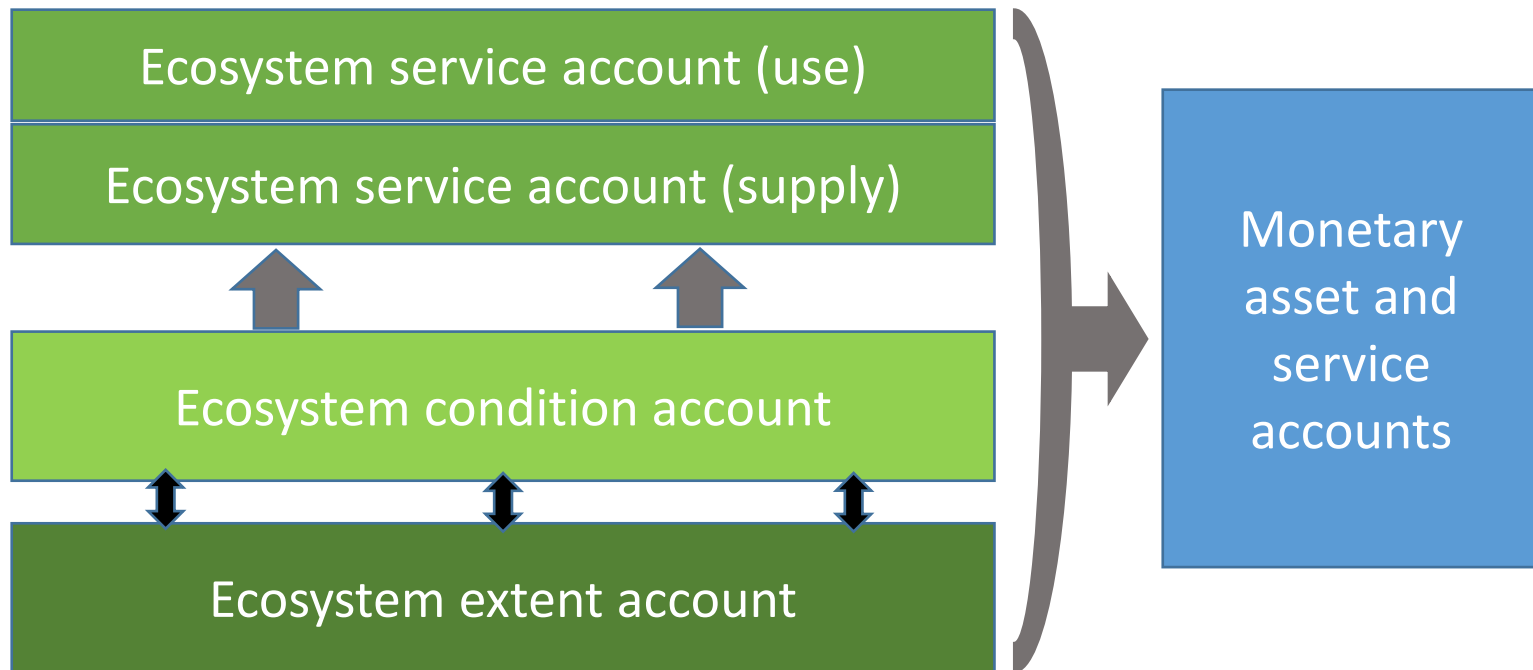 Ecosystem service account (use)
Ecosystem service account (supply)
Ecosystem condition account
Ecosystem extent account
Monetary
asset and
service
accounts